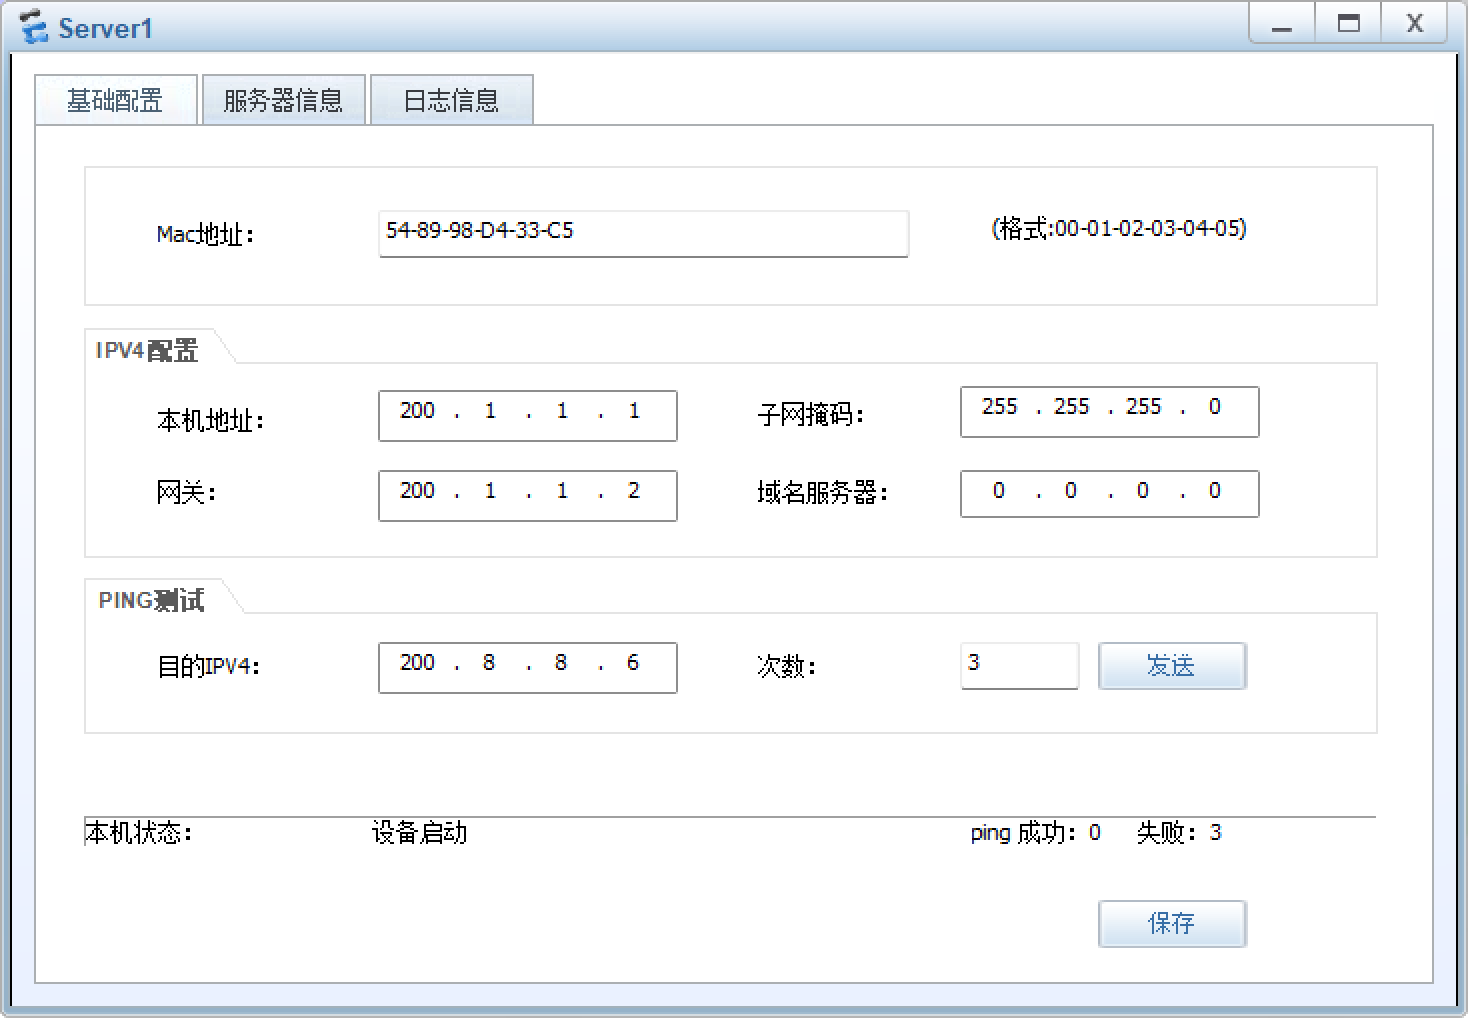 Server1
基础配置 服务器信息 日志信息
Mac地址： 54-89-98-D4-33-C5 (格式:00-01-02-03-04-05)
IPV4配置
本机地址： 200 . 1 . 1 . 1 子网掩码： 255 . 255 . 255 . 0
网关： 200 . 1 . 1 . 2 域名服务器： 0 . 0 . 0 . 0
PING测试
目的IPV4： 200 . 8 . 8 . 6 次数： 3 发送
本机状态： 设备启动 ping 成功：0 失败：3
保存